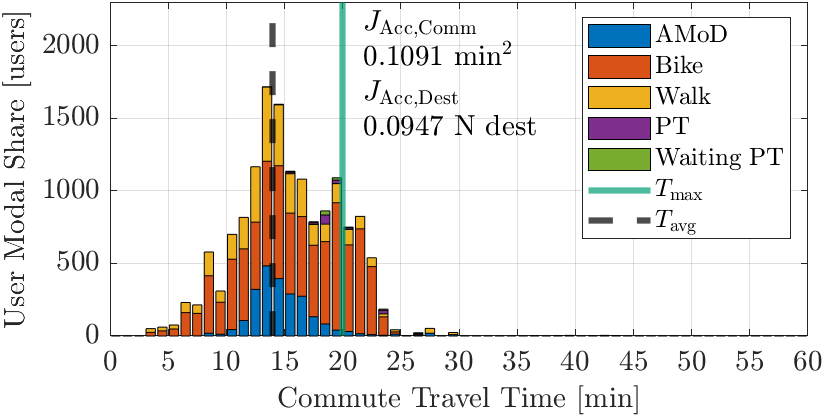 User Modal Share [users]
2000
1500
1000
500
0
J_Acc,Comm
0.1091 min²
J_Acc,Dest
0.0947 N dest
AMoD
Bike
Walk
PT
Waiting PT
T_max
T_avg
0 5 10 15 20 25 30 35 40 45 50 55 60
Commute Travel Time [min]